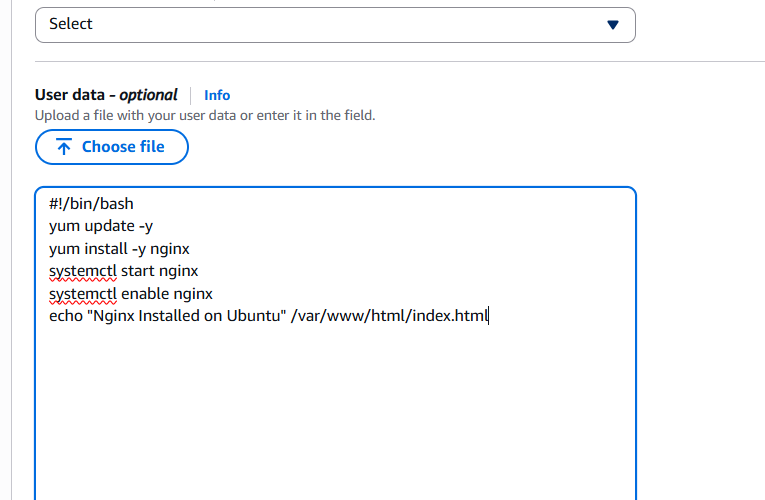 Select
User data - optional Info
Upload a file with your user data or enter it in the field.
Choose file
#!/bin/bash
yum update -y
yum install -y nginx
systemctl start nginx
systemctl enable nginx
echo "Nginx Installed on Ubuntu" /var/www/html/index.html